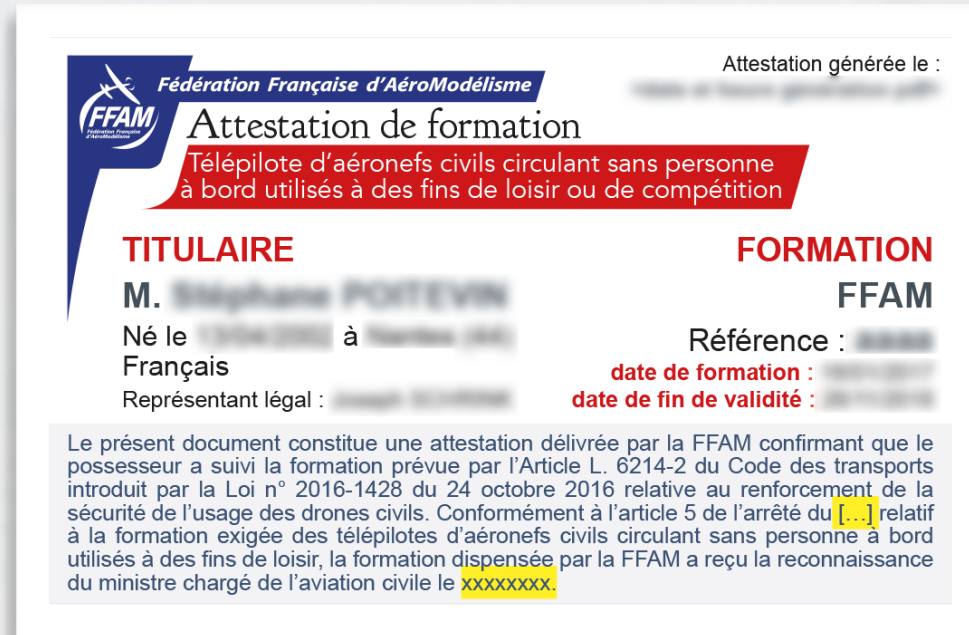 Attestation générée le :
FFAM
Fédération Française
d'AéroModélisme
Fédération Française d'AéroModélisme
Attestation de formation
Télépilote d'aéronefs civils circulant sans personne
à bord utilisés à des fins de loisir ou de compétition
TITULAIRE
M.
Né le à
Français
Représentant légal :
FORMATION
FFAM
Référence :
date de formation :
date de fin de validité :
Le présent document constitue une attestation délivrée par la FFAM confirmant que le
possesseur a suivi la formation prévue par l'Article L. 6214-2 du Code des transports
introduit par la Loi n° 2016-1428 du 24 octobre 2016 relative au renforcement de la
sécurité de l'usage des drones civils. Conformément à l'article 5 de l'arrêté du [...] relatif
à la formation exigée des télépilotes d'aéronefs civils circulant sans personne à bord
utilisés à des fins de loisir, la formation dispensée par la FFAM a reçu la reconnaissance
du ministre chargé de l'aviation civile le xxxxxxxx.